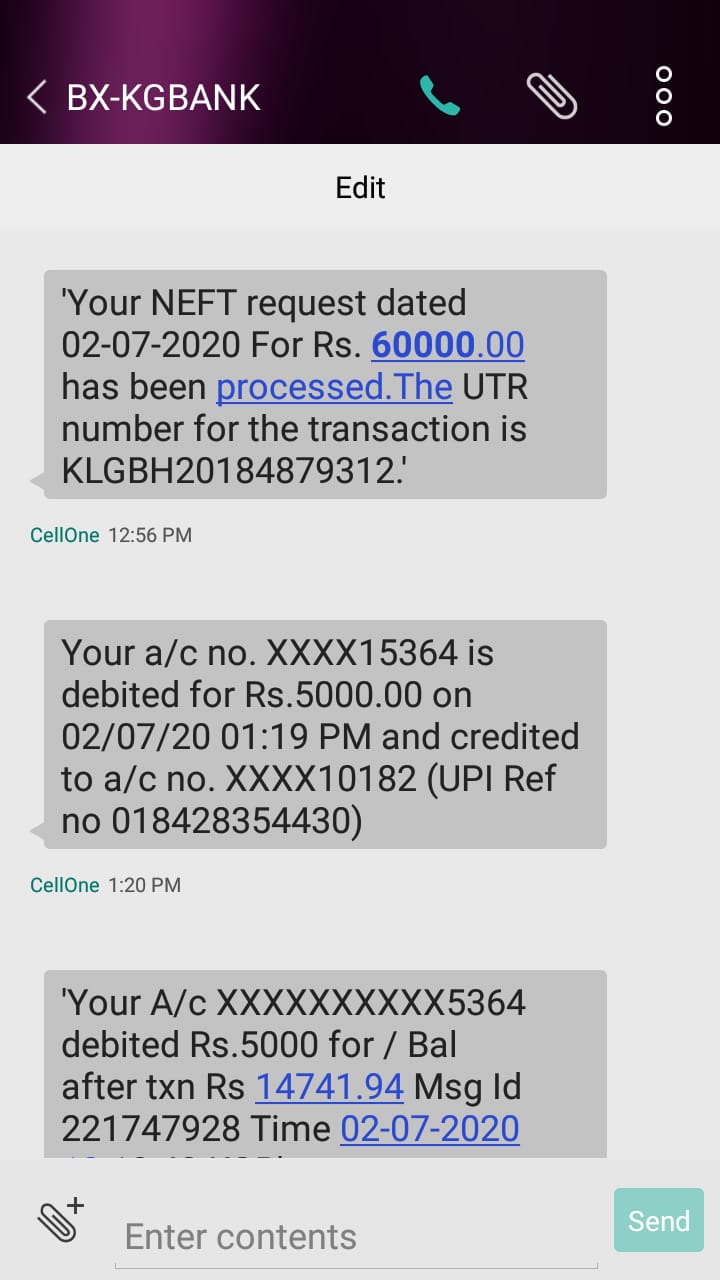 BX-KGBANK
Edit
'Your NEFT request dated
02-07-2020 For Rs. 60000.00
has been processed.The UTR
number for the transaction is
KLGBH20184879312.'
CellOne 12:56 PM
Your a/c no. XXXX15364 is
debited for Rs.5000.00 on
02/07/20 01:19 PM and credited
to a/c no. XXXX10182 (UPI Ref
no 018428354430)
CellOne 1:20 PM
'Your A/c XXXXXXXXXX5364
debited Rs.5000 for / Bal
after txn Rs 14741.94 Msg Id
221747928 Time 02-07-2020
Enter contents
Send